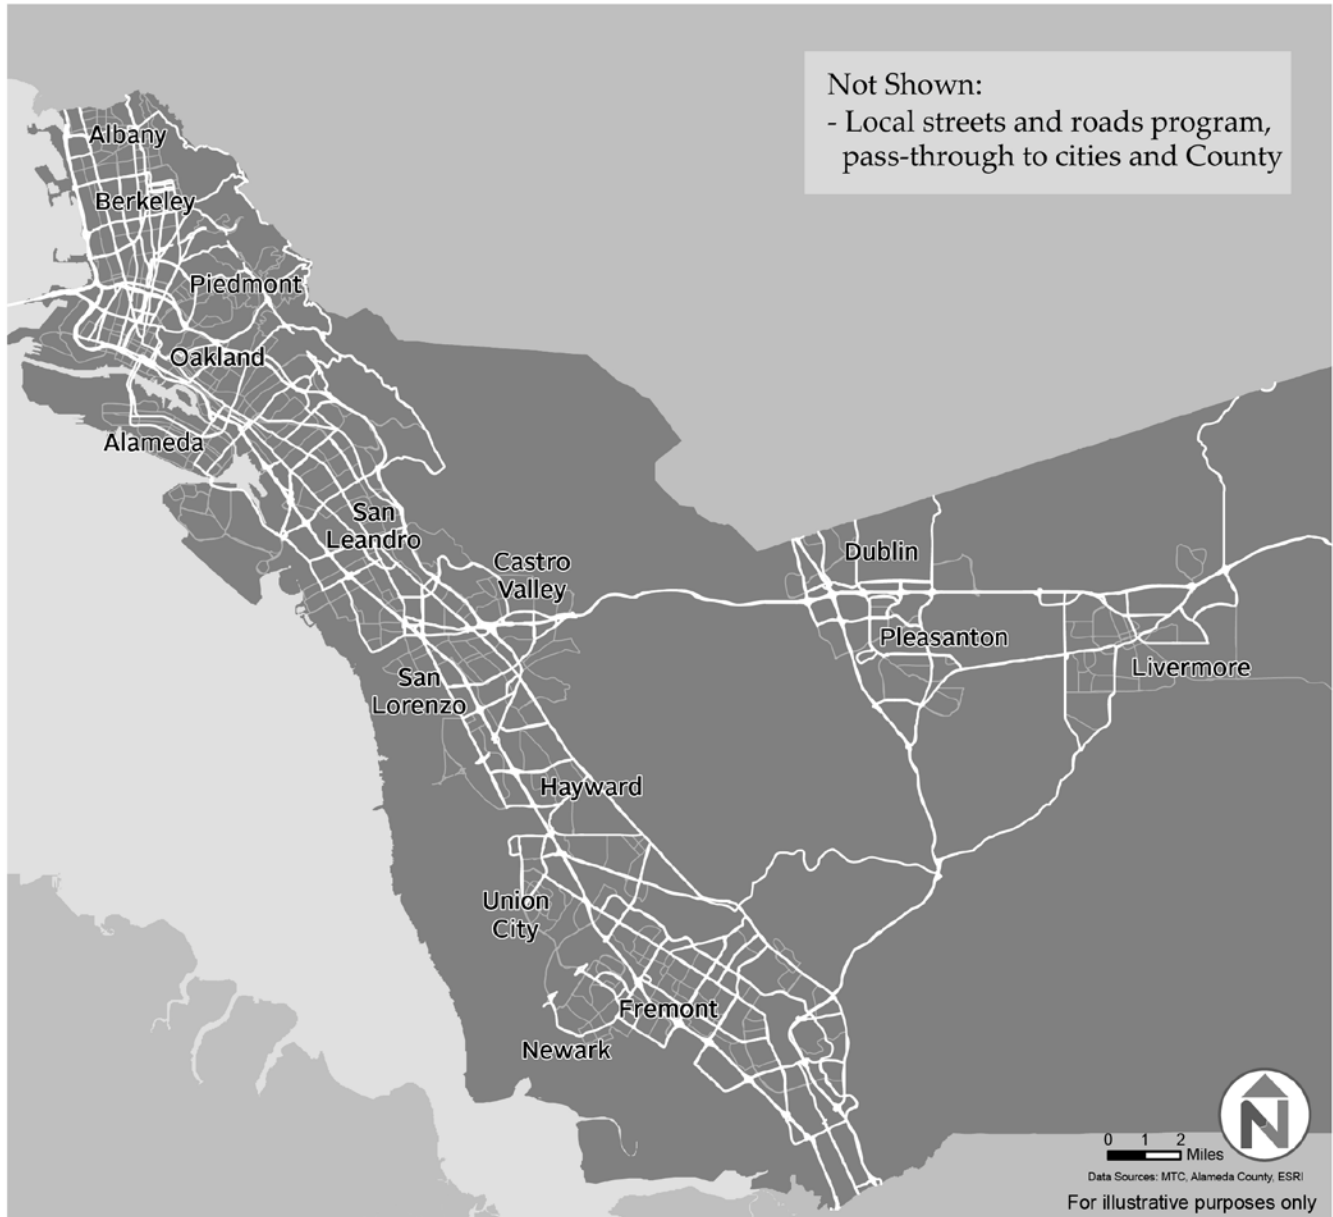 Not Shown:
- Local streets and roads program,
pass-through to cities and County
Albany
Berkeley
Piedmont
Oakland
Alameda
San
Leandro
Castro
Valley
Dublin
Pleasanton
Livermore
San
Lorenzo
Hayward
Union
City
Fremont
Newark
N
0 1 2
Miles
Data Sources: MTC, Alameda County, ESRI
For illustrative purposes only